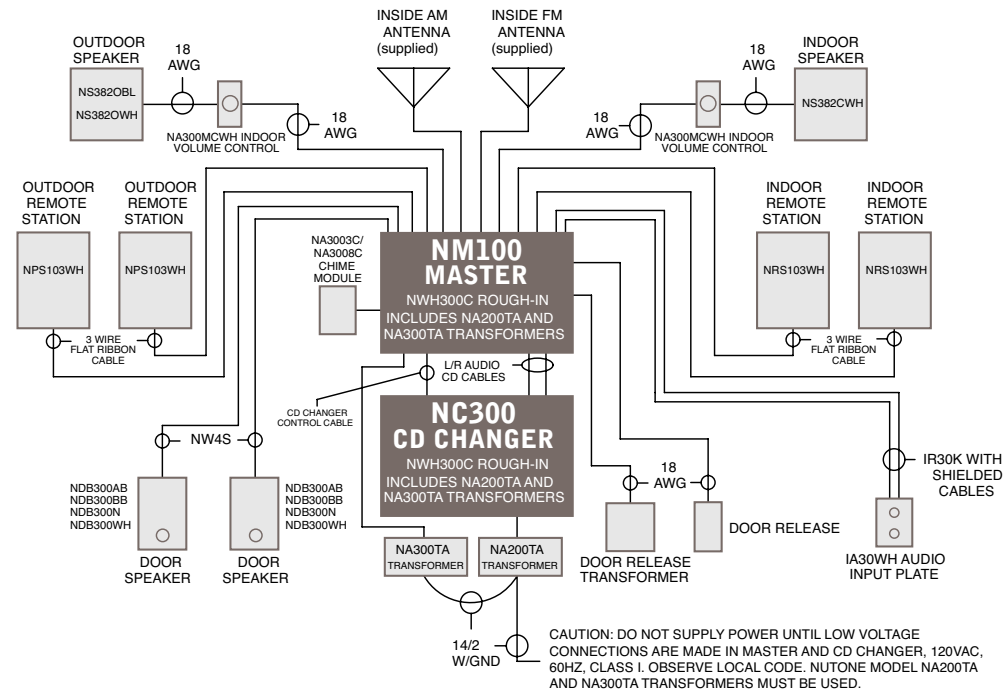 INSIDE AM
ANTENNA
(supplied)
INSIDE FM
ANTENNA
(supplied)
OUTDOOR
SPEAKER
18
AWG
NS382OBL
NS382OWH
18
AWG
NA300MCWH INDOOR
VOLUME CONTROL
18
AWG
INDOOR
SPEAKER
NS382CWH
18
AWG
NA300MCWH INDOOR
VOLUME CONTROL
OUTDOOR
REMOTE
STATION
OUTDOOR
REMOTE
STATION
INDOOR
REMOTE
STATION
INDOOR
REMOTE
STATION
NPS103WH
NPS103WH
NRS103WH
NRS103WH
NA3003C/
NA3008C
CHIME
MODULE
NM100
MASTER
NWH300C ROUGH-IN
INCLUDES NA200TA AND
NA300TA TRANSFORMERS
3 WIRE
FLAT RIBBON
CABLE
3 WIRE
FLAT RIBBON
CABLE
L/R AUDIO
CD CABLES
CD CHANGER
CONTROL CABLE
NC300
CD CHANGER
NWH300C ROUGH-IN
INCLUDES NA200TA AND
NA300TA TRANSFORMERS
NW4S
NDB300AB
NDB300BB
NDB300N
NDB300WH
NDB300AB
NDB300BB
NDB300N
NDB300WH
DOOR
SPEAKER
DOOR
SPEAKER
18
AWG
IR30K WITH
SHIELDED
CABLES
DOOR RELEASE
DOOR RELEASE
TRANSFORMER
IA30WH AUDIO
INPUT PLATE
NA300TA
TRANSFORMER
NA200TA
TRANSFORMER
14/2
W/GND
CAUTION: DO NOT SUPPLY POWER UNTIL LOW VOLTAGE
CONNECTIONS ARE MADE IN MASTER AND CD CHANGER, 120VAC,
60HZ, CLASS I. OBSERVE LOCAL CODE. NUTONE MODEL NA200TA
AND NA300TA TRANSFORMERS MUST BE USED.